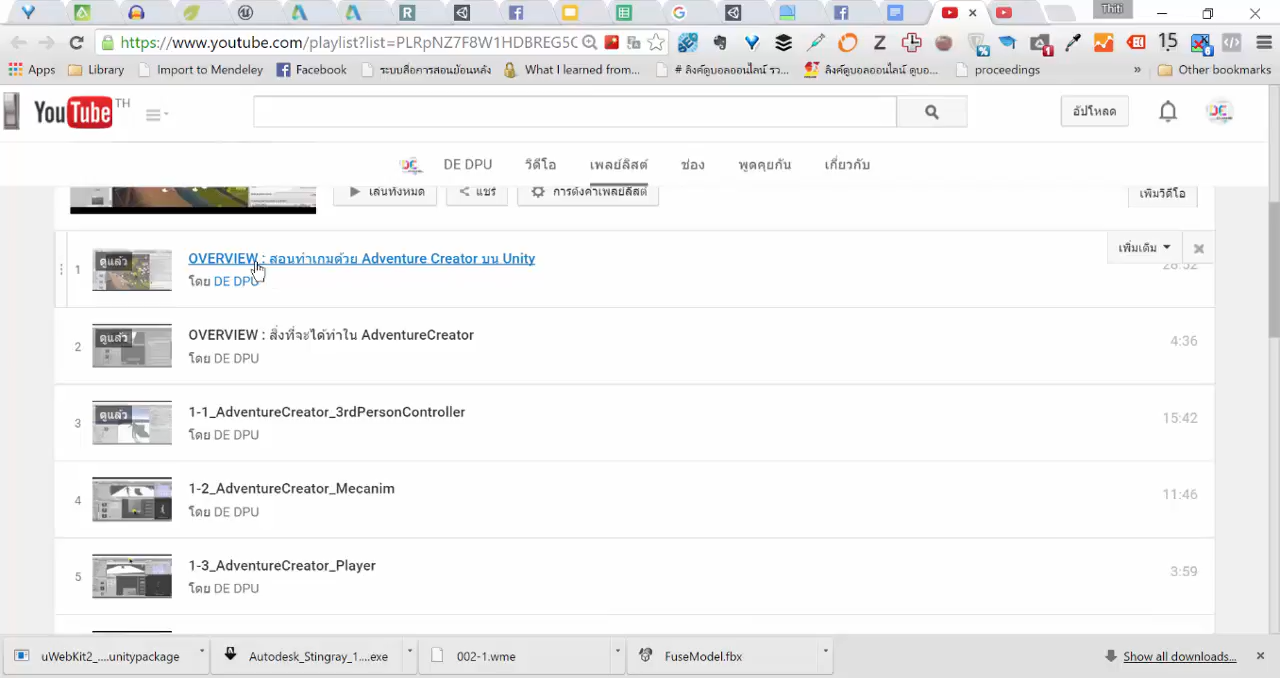 Thiti
https://www.youtube.com/playlist?list=PLRpNZ7F8W1HDBREG5C
Apps Library Import to Mendeley Facebook ระบบสื่อการสอนย้อนหลัง What I learned from... # ลิงค์ดูบอลออนไลน์ รว... ลิงค์ดูบอลออนไลน์ ดูบอ... proceedings » Other bookmarks
YouTube TH อัปโหลด
DE DPU วิดีโอ เพลย์ลิสต์ ช่อง พูดคุยกัน เกี่ยวกับ
เล่นทั้งหมด แชร์ การตั้งค่าเพลย์ลิสต์ เพิ่มวิดีโอ
1 ดูแล้ว OVERVIEW : สอนทำเกมด้วย Adventure Creator บน Unity เพิ่มเติม
โดย DE DPU
2 ดูแล้ว OVERVIEW : สิ่งที่จะได้ทำใน AdventureCreator 4:36
โดย DE DPU
3 ดูแล้ว 1-1_AdventureCreator_3rdPersonController 15:42
โดย DE DPU
4 1-2_AdventureCreator_Mecanim 11:46
โดย DE DPU
5 1-3_AdventureCreator_Player 3:59
โดย DE DPU
uWebKit2_....unitypackage Autodesk_Stingray_1....exe 002-1.wme FuseModel.fbx Show all downloads...